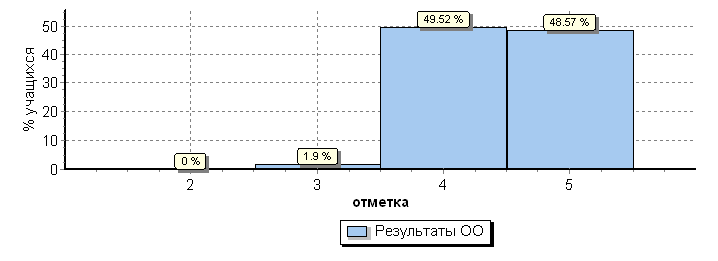 % учащихся
50
40
30
20
10
0
0 %
1.9 %
49.52 %
48.57 %
2 3 4 5
отметка
Результаты ОО